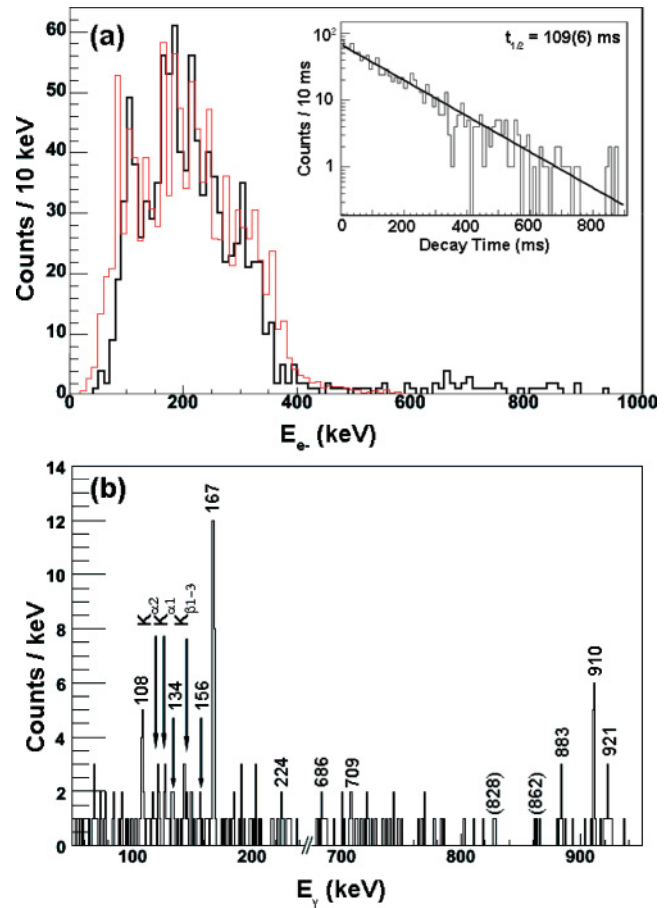 (a)
t1/2 = 109(6) ms
Counts / 10 keV
60
50
40
30
20
10
0
Counts / 10 ms
10²
10
1
0 200 400 600 800
Decay Time (ms)
0 200 400 600 800 1000
Ee- (keV)
(b)
Counts / keV
14
12
10
8
6
4
2
0
108
Kα2
Kα1
134
Kβ1-3
156
167
224
686
709
(828)
(862)
883
910
921
100 200 // 700 800 900
Eγ (keV)